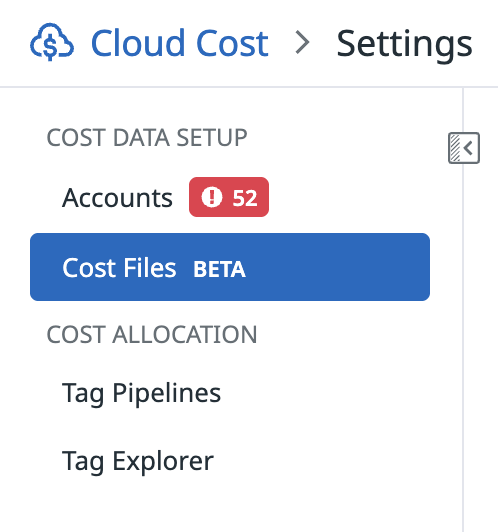 Cloud Cost > Settings
COST DATA SETUP
Accounts 52
Cost Files BETA
COST ALLOCATION
Tag Pipelines
Tag Explorer